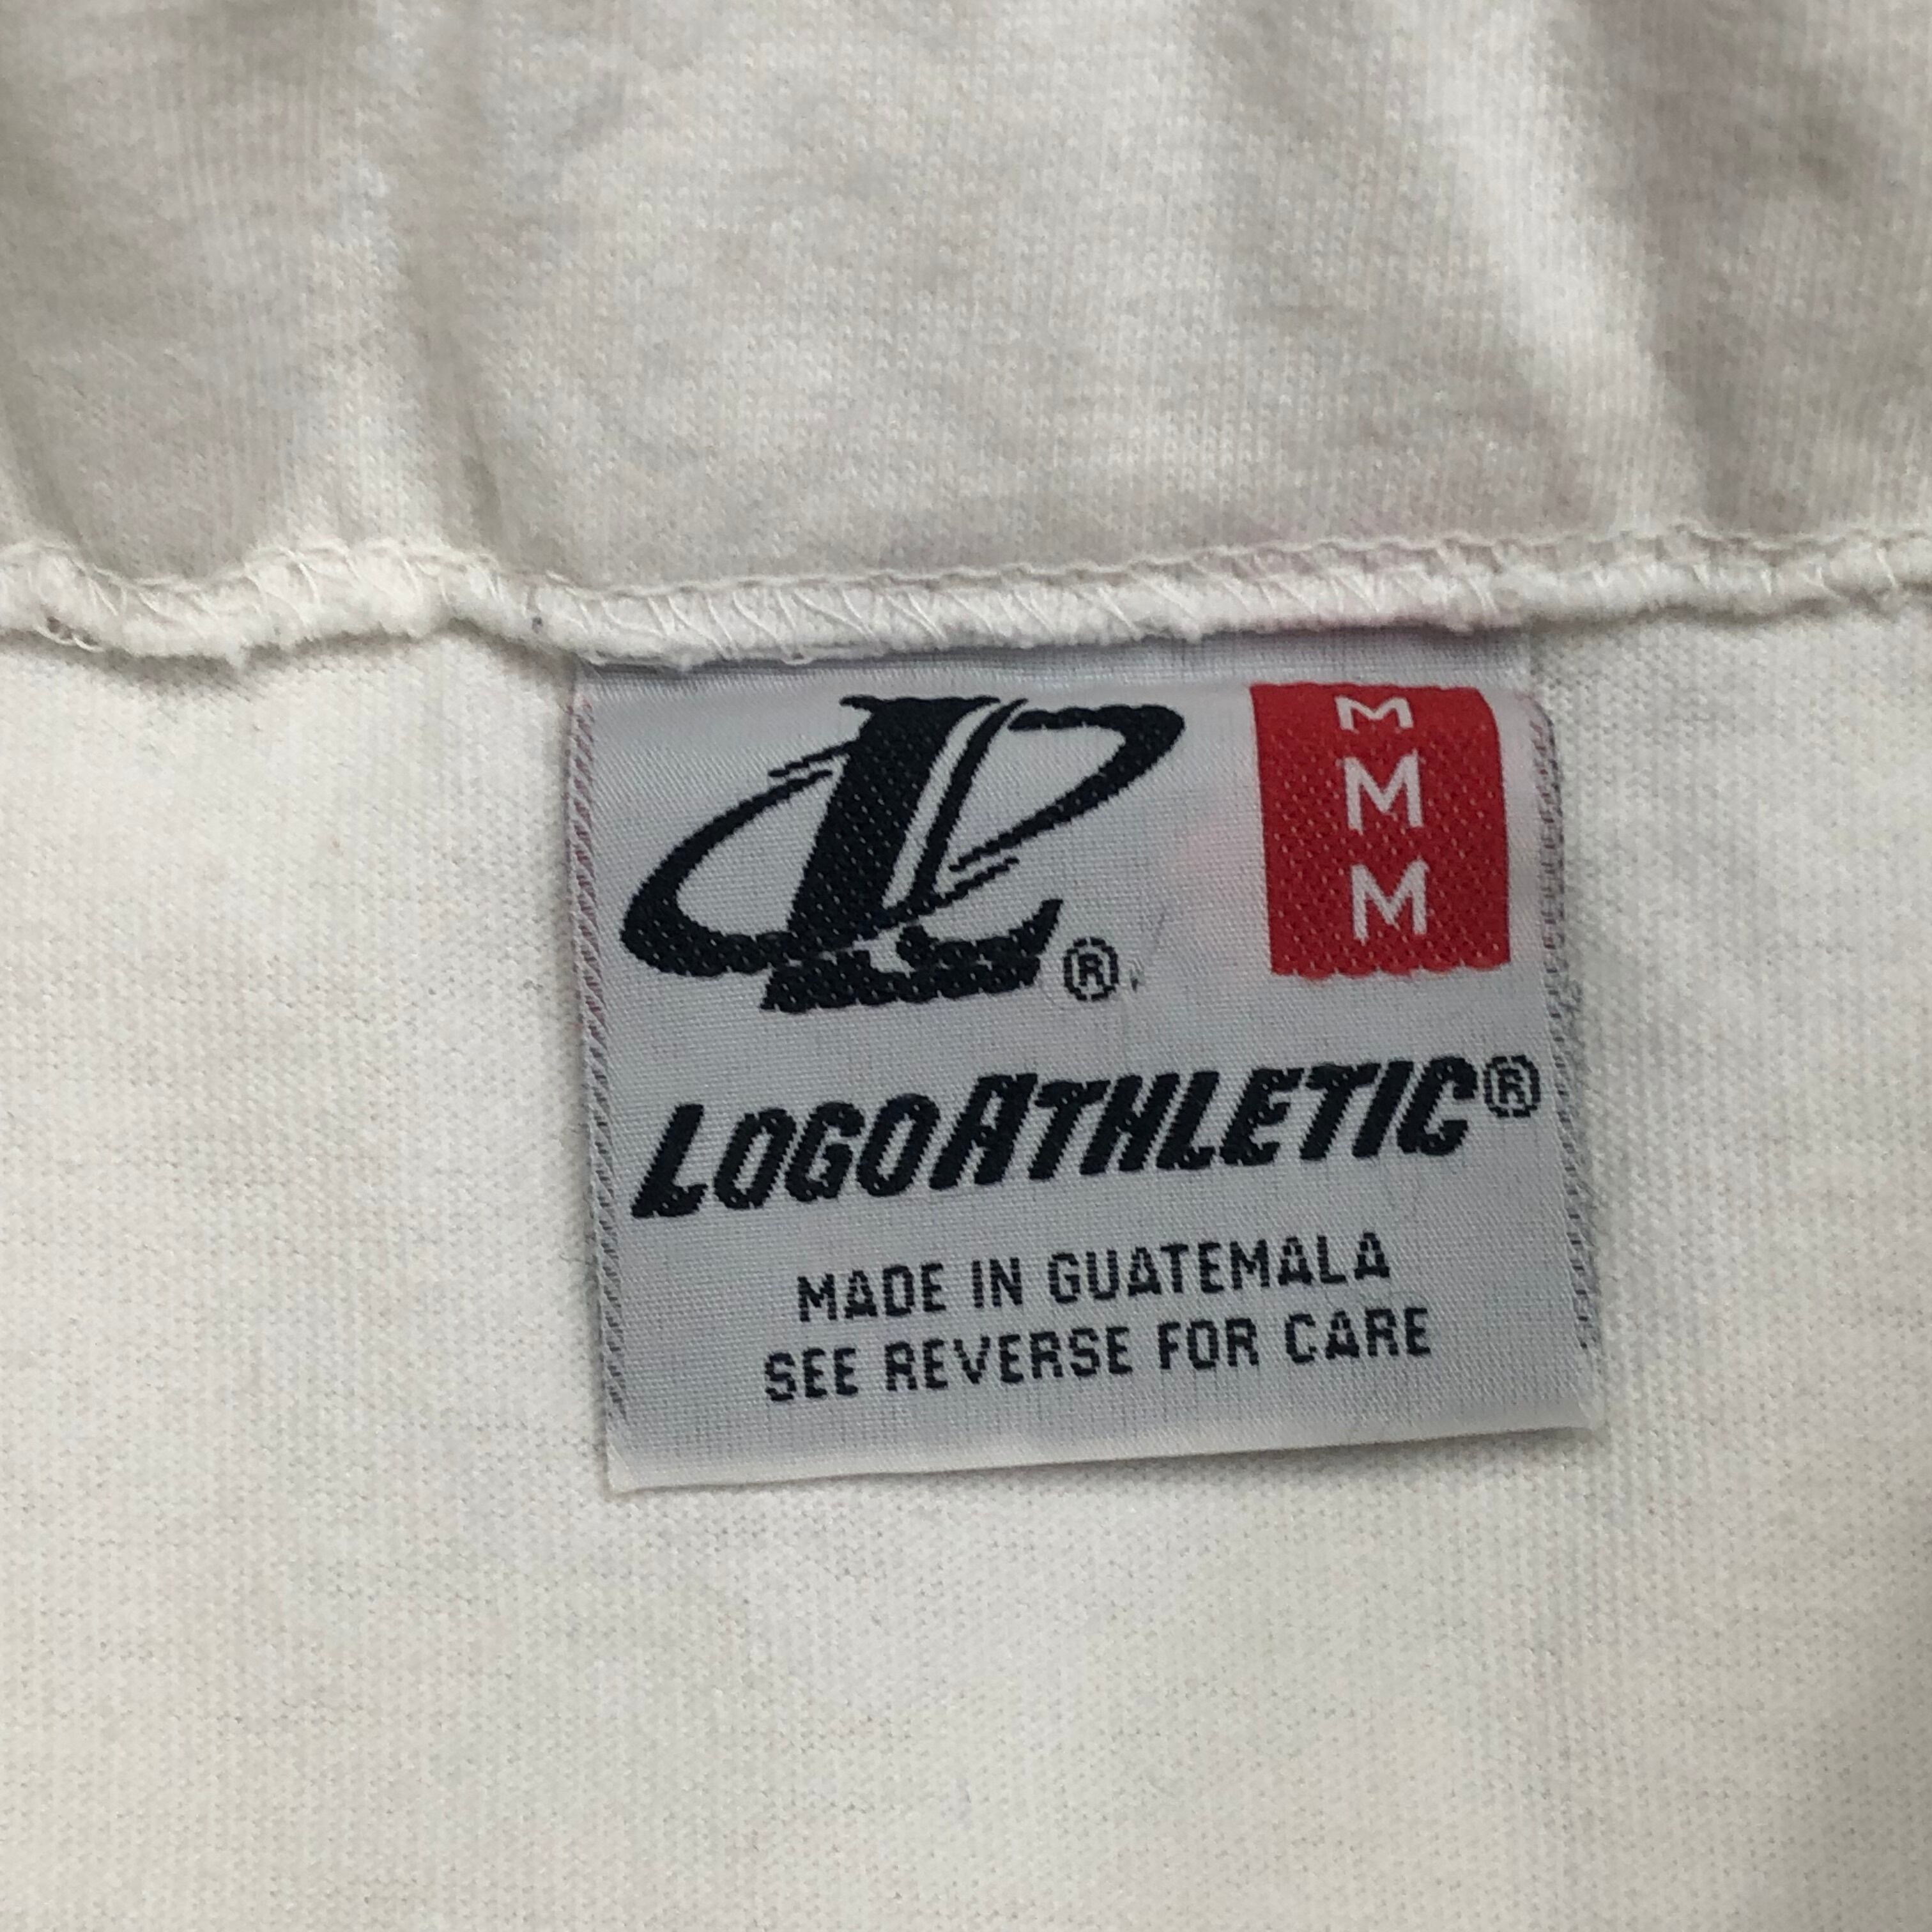 L ®
M
M
M
LOGOATHLETIC®
MADE IN GUATEMALA
SEE REVERSE FOR CARE